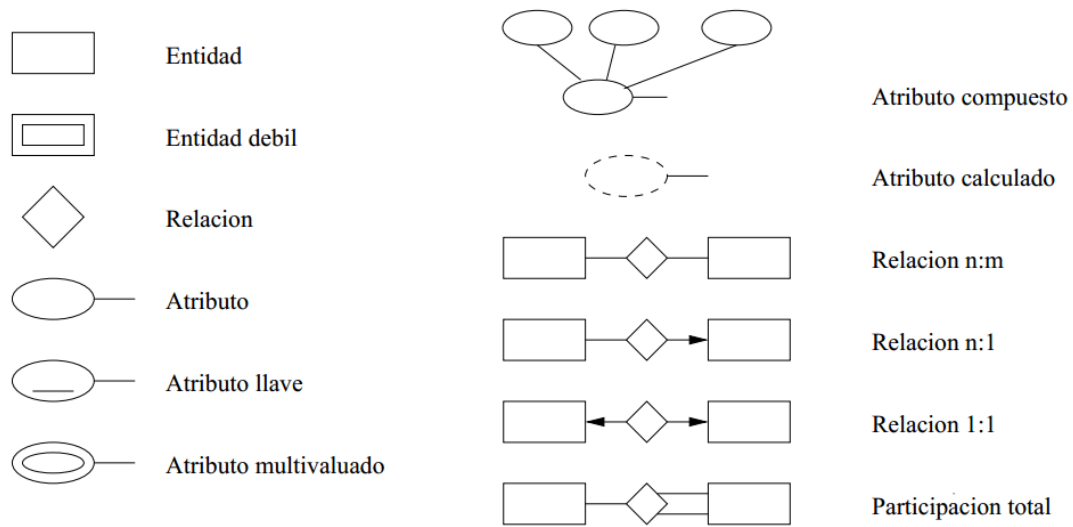 Entidad
Entidad debil
Relacion
Atributo
Atributo llave
Atributo multivaluado
Atributo compuesto
Atributo calculado
Relacion n:m
Relacion n:1
Relacion 1:1
Participacion total